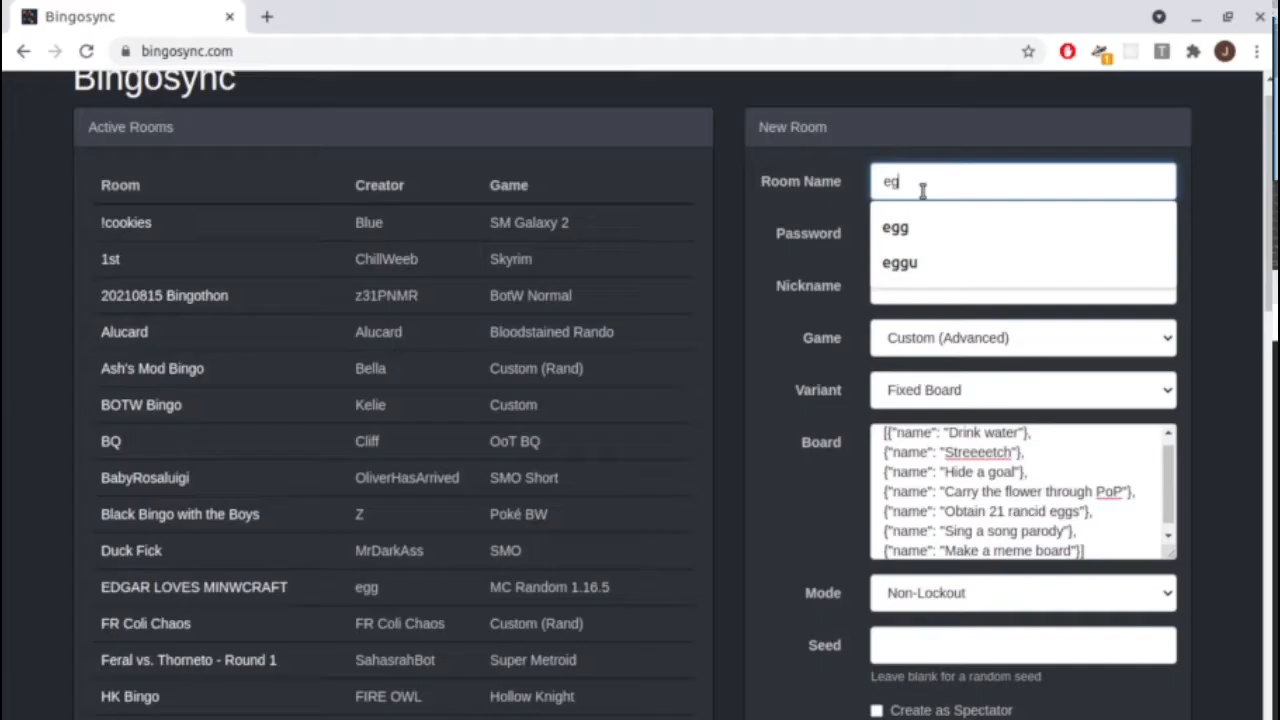 Bingosync
bingosync.com
1
T
J
Bingosync
Active Rooms
Room Creator Game
!cookies Blue SM Galaxy 2
1st ChillWeeb Skyrim
20210815 Bingothon z31PNMR BotW Normal
Alucard Alucard Bloodstained Rando
Ash's Mod Bingo Bella Custom (Rand)
BOTW Bingo Kelie Custom
BQ Cliff OoT BQ
BabyRosaluigi OliverHasArrived SMO Short
Black Bingo with the Boys Z Poké BW
Duck Fick MrDarkAss SMO
EDGAR LOVES MINWCRAFT egg MC Random 1.16.5
FR Coli Chaos FR Coli Chaos Custom (Rand)
Feral vs. Thorneto - Round 1 SahasrahBot Super Metroid
HK Bingo FIRE OWL Hollow Knight
New Room
Room Name eg
egg
eggu
Password
Nickname
Game Custom (Advanced)
Variant Fixed Board
Board
[{"name": "Drink water"},
{"name": "Streeeetch"},
{"name": "Hide a goal"},
{"name": "Carry the flower through PoP"},
{"name": "Obtain 21 rancid eggs"},
{"name": "Sing a song parody"},
{"name": "Make a meme board"}]
Mode Non-Lockout
Seed
Leave blank for a random seed
Create as Spectator